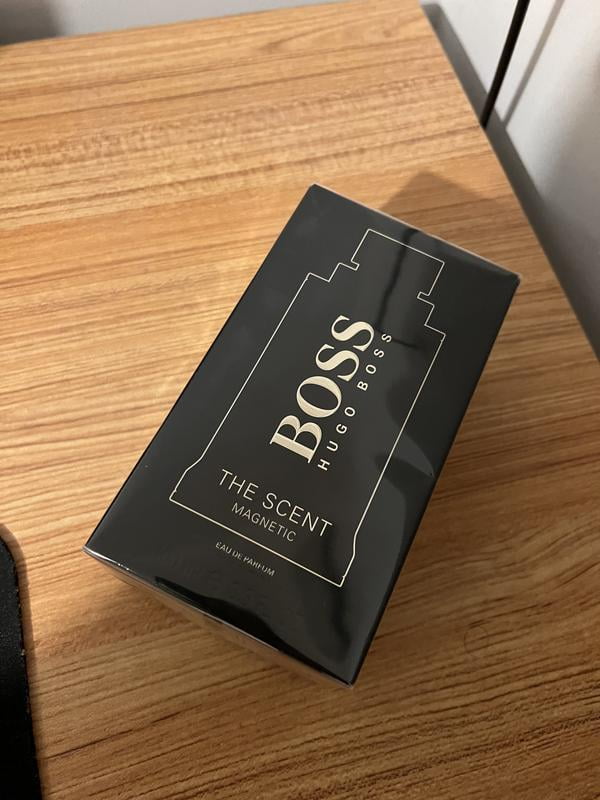 BOSS
HUGO BOSS
THE SCENT
MAGNETIC
EAU DE PARFUM